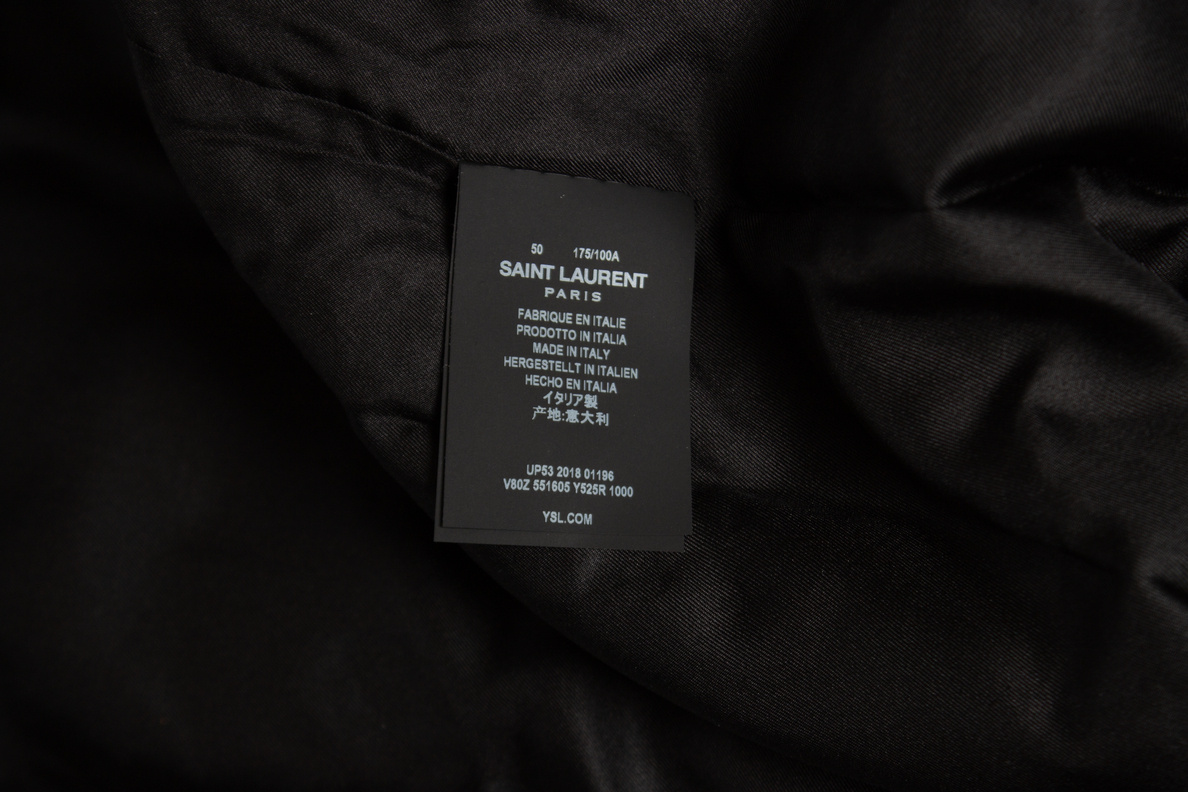 50 175/100A
SAINT LAURENT
PARIS
FABRIQUE EN ITALIE
PRODOTTO IN ITALIA
MADE IN ITALY
HERGESTELLT IN ITALIEN
HECHO EN ITALIA
イタリア製
产地:意大利
UP53 2018 01196
V80Z 551605 Y525R 1000
YSL.COM